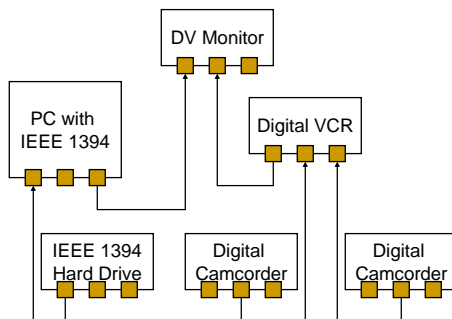 DV Monitor
PC with
IEEE 1394
Digital VCR
IEEE 1394
Hard Drive
Digital
Camcorder
Digital
Camcorder